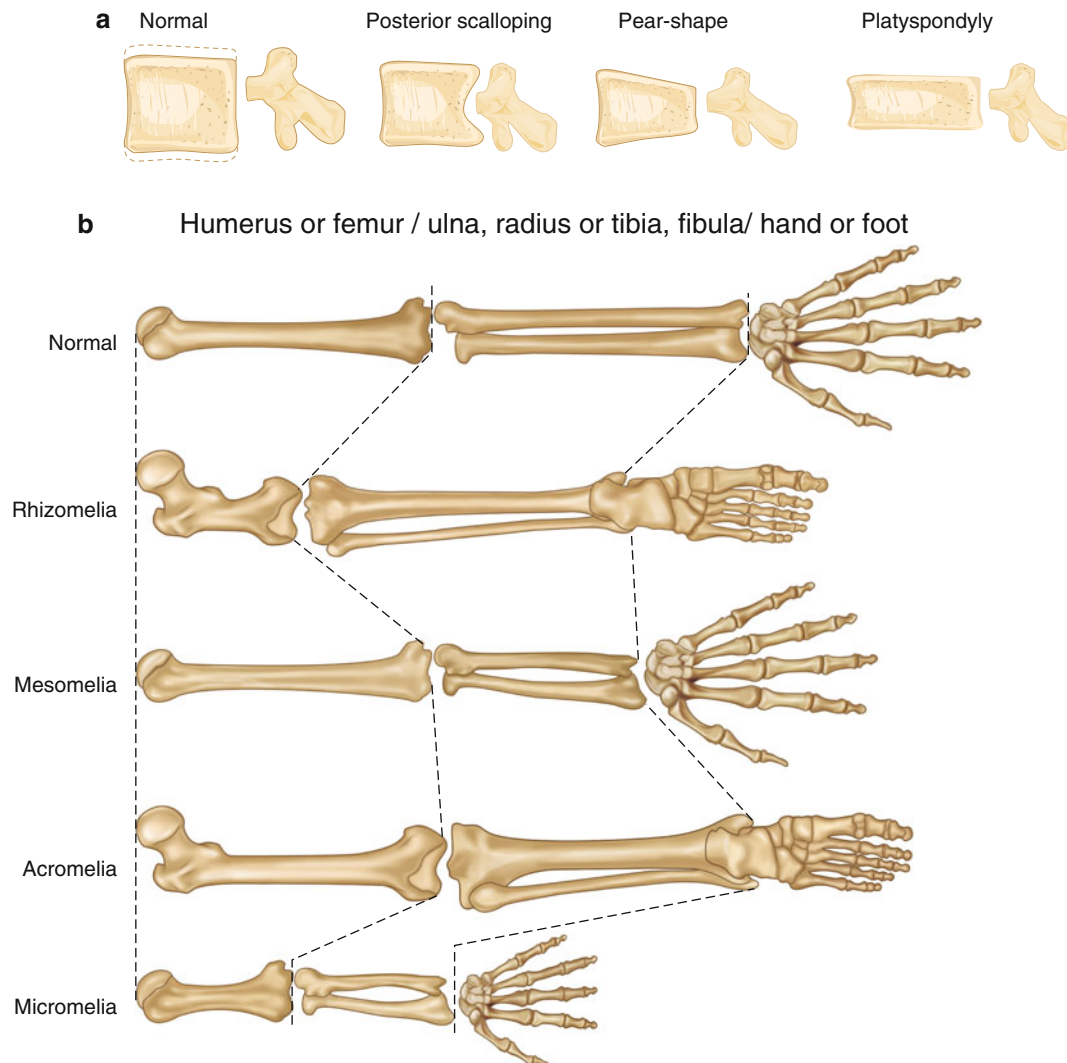 a Normal Posterior scalloping Pear-shape Platyspondyly
b Humerus or femur / ulna, radius or tibia, fibula/ hand or foot
Normal
Rhizomelia
Mesomelia
Acromelia
Micromelia